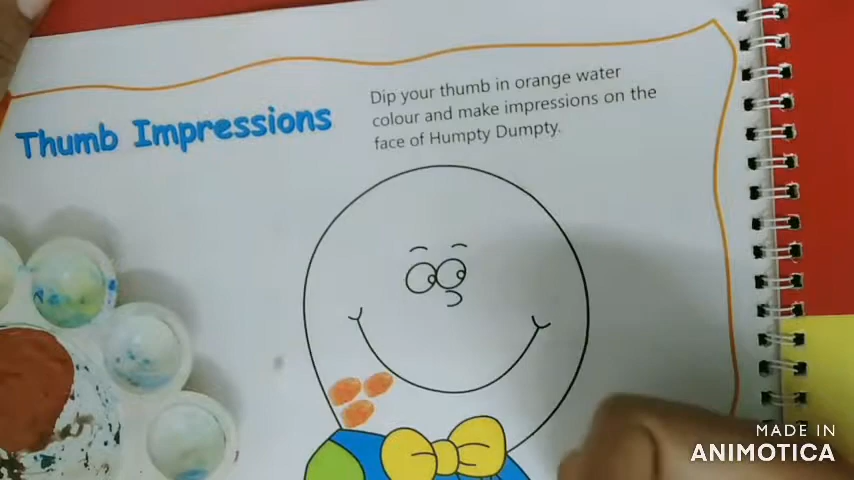 Thumb Impressions
Dip your thumb in orange water
colour and make impressions on the
face of Humpty Dumpty.
MADE IN
ANIMOTICA